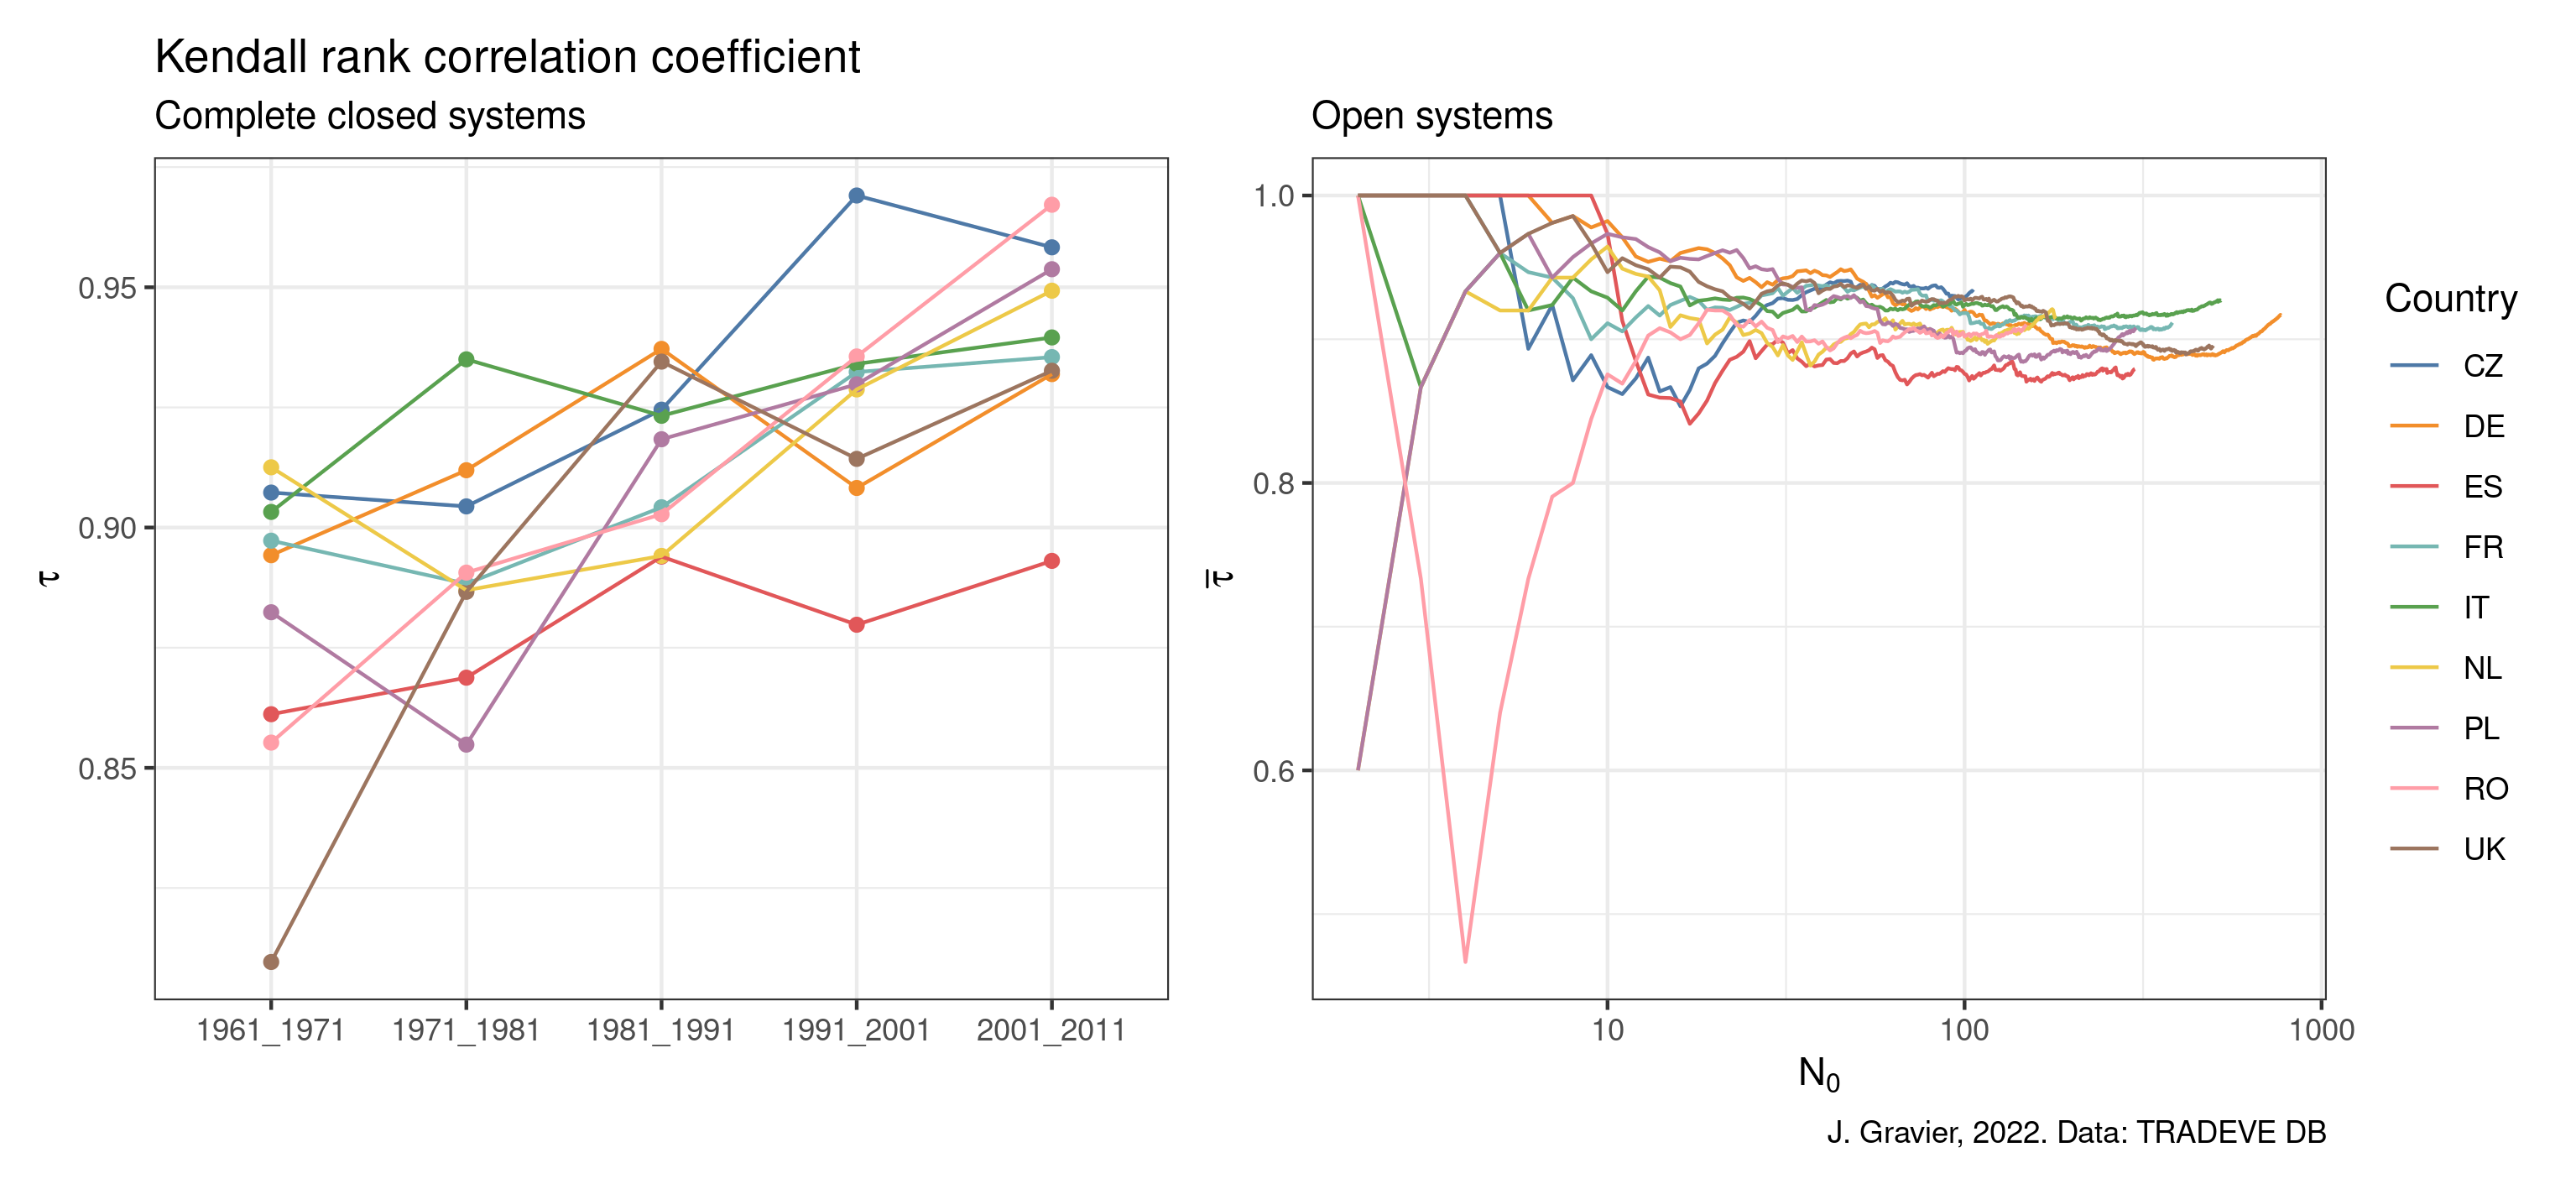 Kendall rank correlation coefficient
Complete closed systems
Open systems
0.95
0.90
0.85
τ
1961_1971
1971_1981
1981_1991
1991_2001
2001_2011
1.0
0.8
0.6
τ̅
10
100
1000
N₀
Country
CZ
DE
ES
FR
IT
NL
PL
RO
UK
J. Gravier, 2022. Data: TRADEVE DB